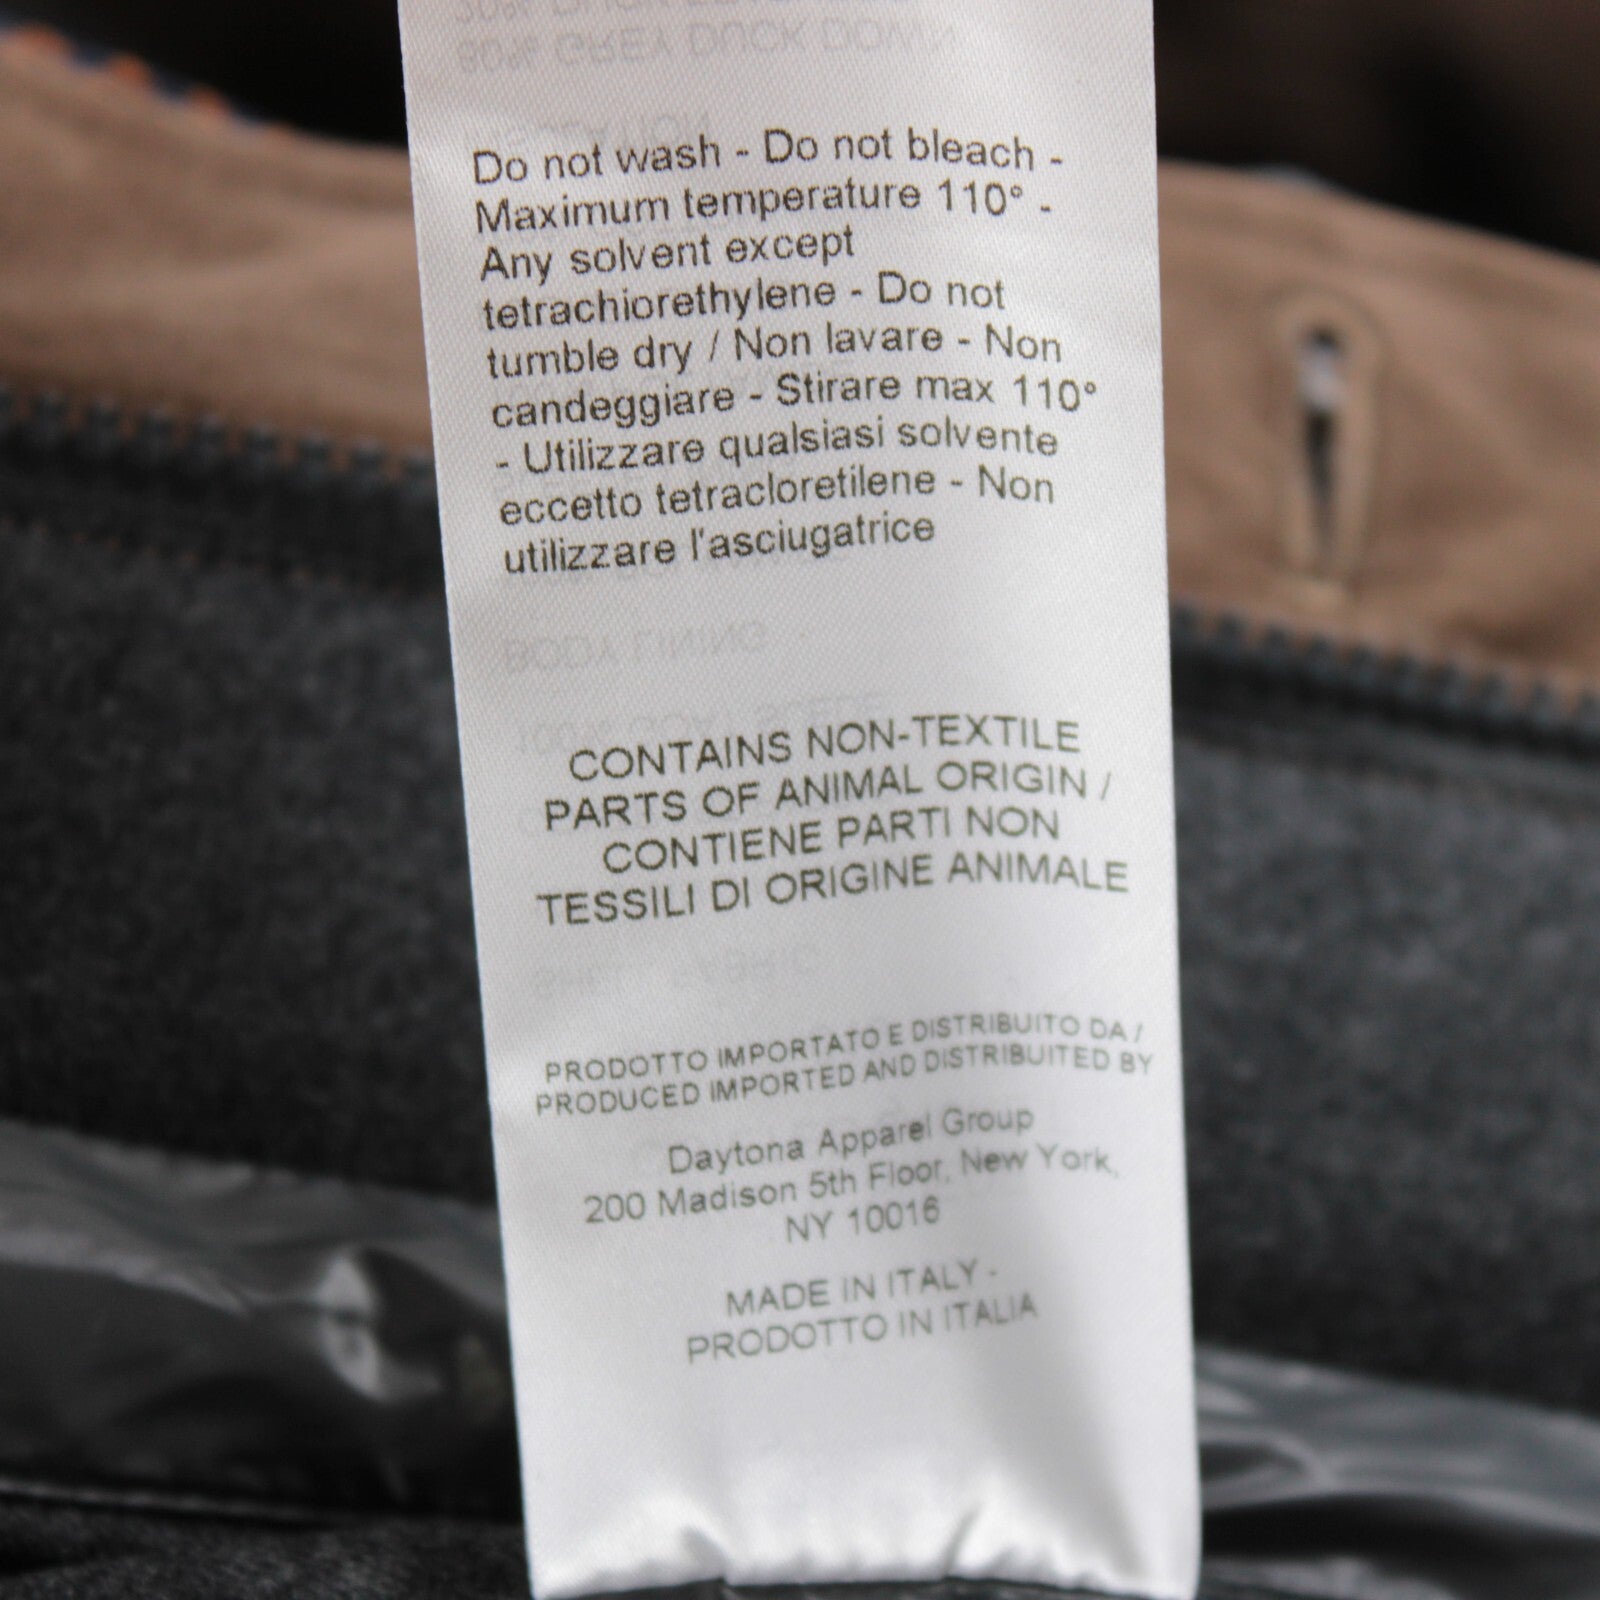 Do not wash - Do not bleach -
Maximum temperature 110° -
Any solvent except
tetrachiorethylene - Do not
tumble dry / Non lavare - Non
candeggiare - Stirare max 110°
- Utilizzare qualsiasi solvente
eccetto tetracloretilene - Non
utilizzare l'asciugatrice
CONTAINS NON-TEXTILE
PARTS OF ANIMAL ORIGIN /
CONTIENE PARTI NON
TESSILI DI ORIGINE ANIMALE
PRODOTTO IMPORTATO E DISTRIBUITO DA /
PRODUCED IMPORTED AND DISTRIBUITED BY
Daytona Apparel Group
200 Madison 5th Floor, New York,
NY 10016
MADE IN ITALY -
PRODOTTO IN ITALIA